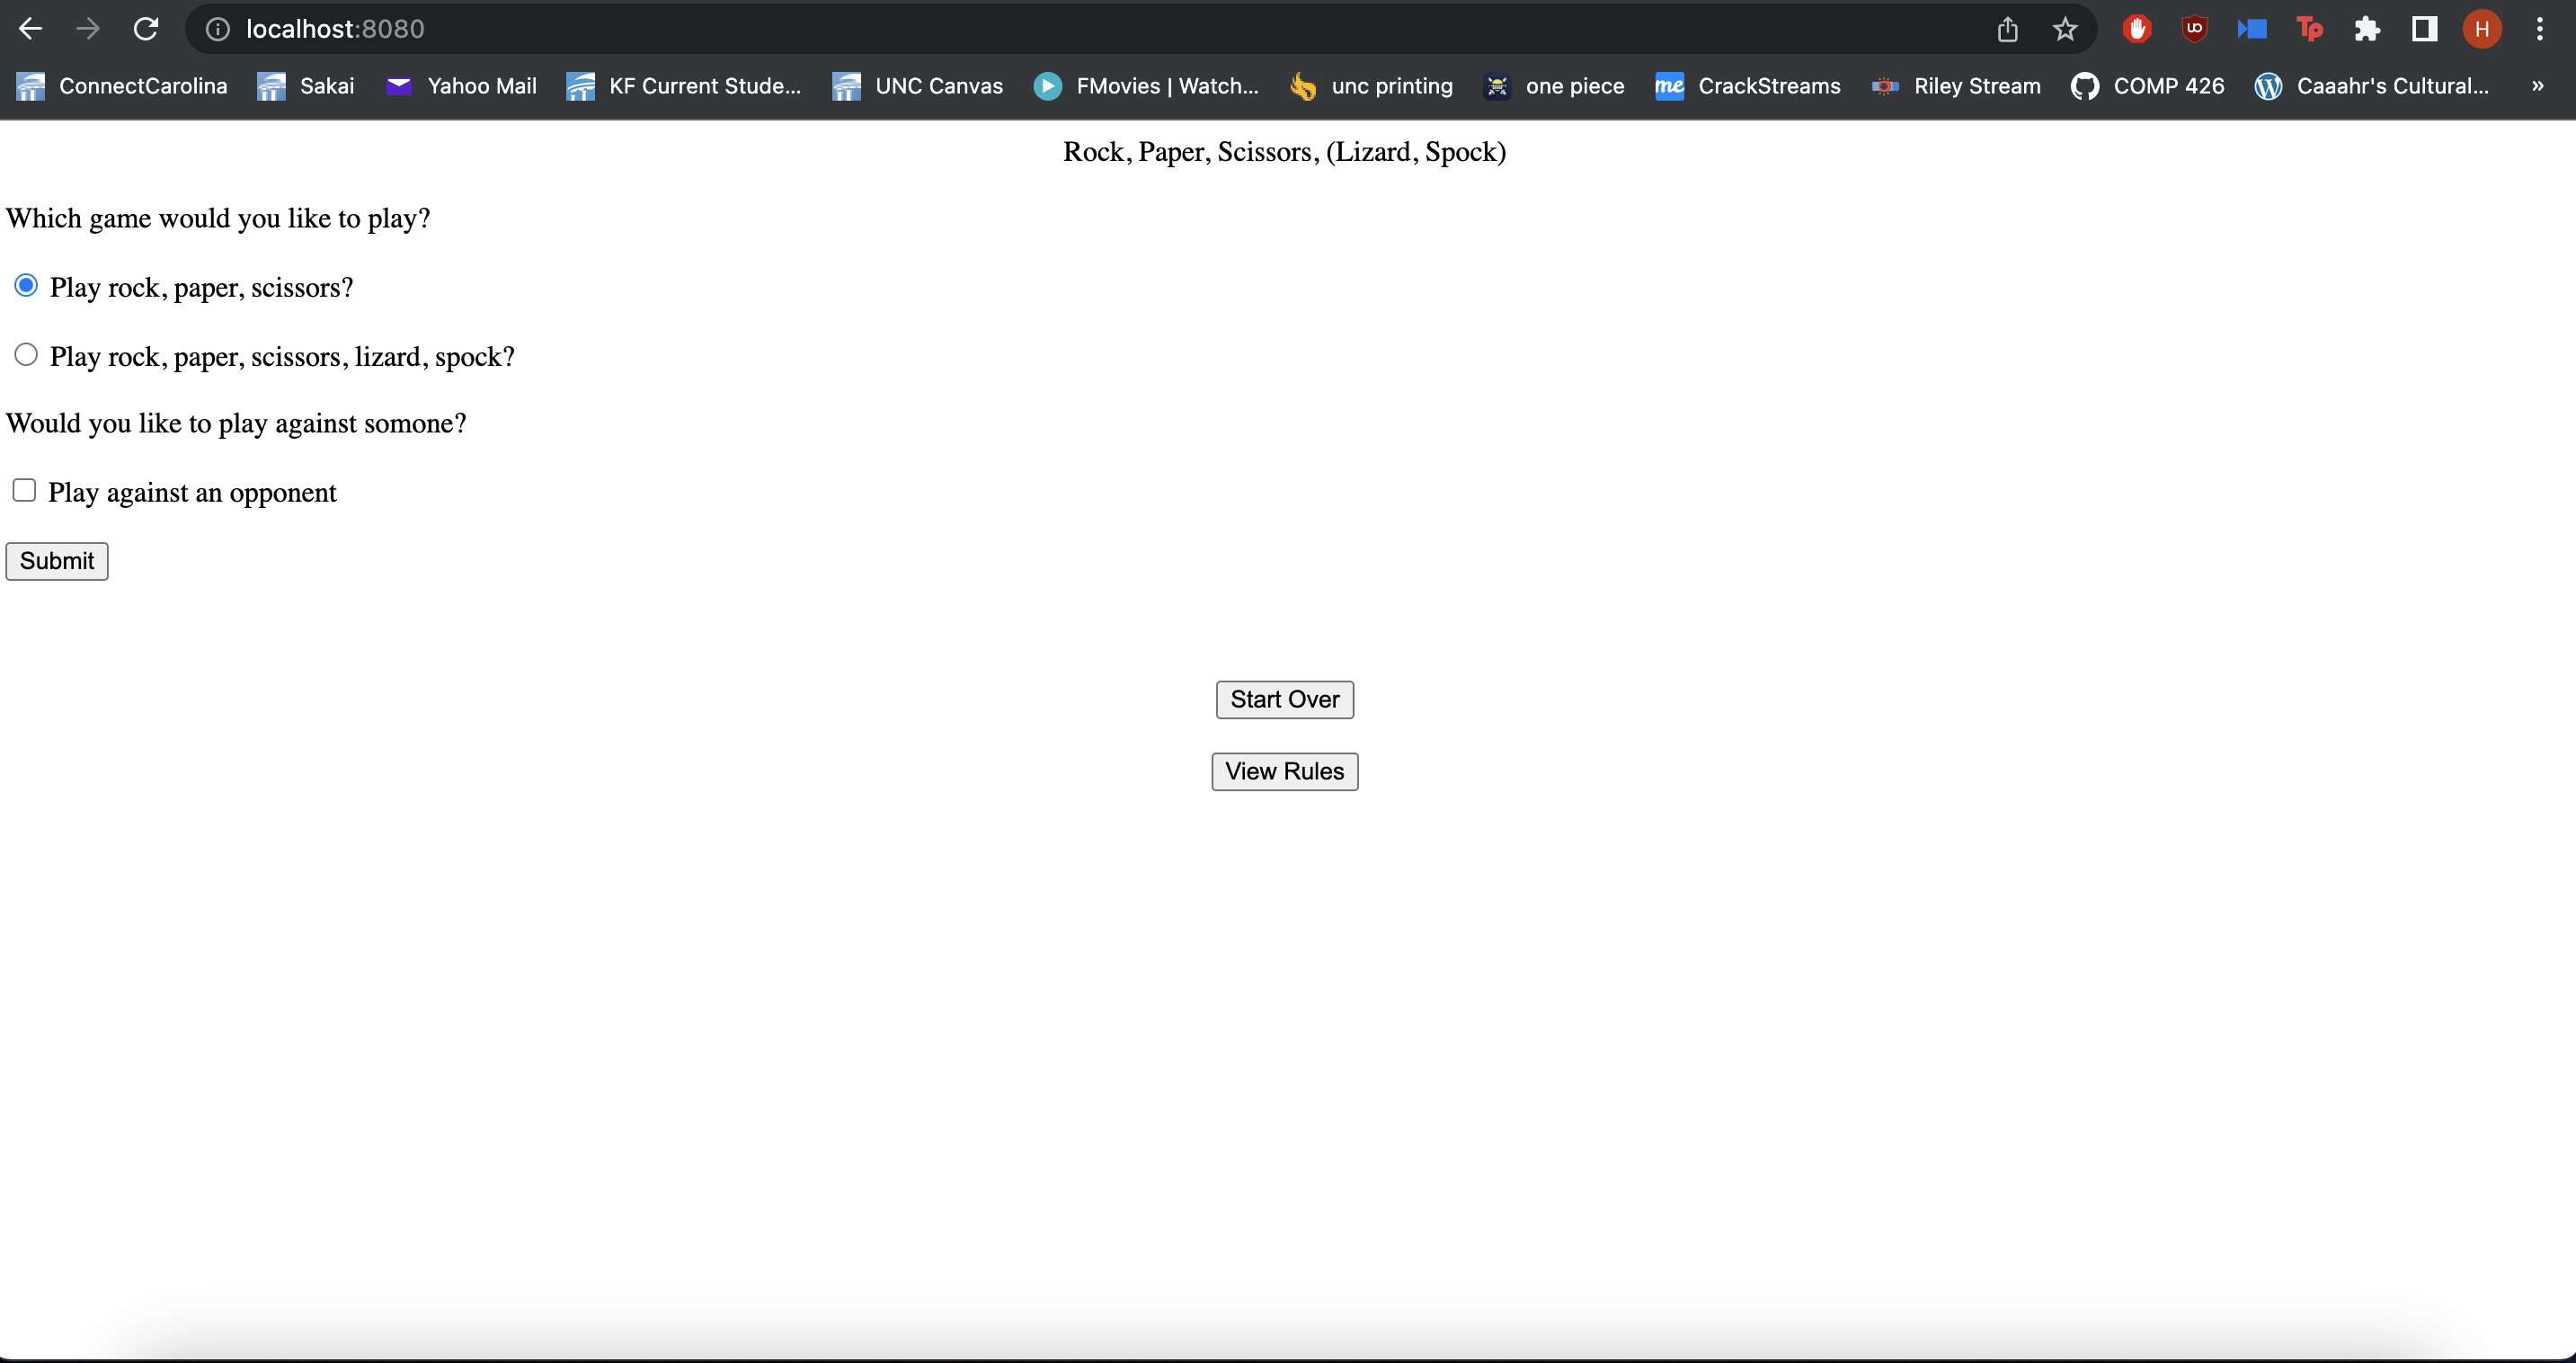 localhost:8080
H
ConnectCarolina Sakai Yahoo Mail KF Current Stude... UNC Canvas FMovies | Watch... unc printing one piece me CrackStreams Riley Stream COMP 426 Caaahr's Cultural... »
Rock, Paper, Scissors, (Lizard, Spock)
Which game would you like to play?
Play rock, paper, scissors?
Play rock, paper, scissors, lizard, spock?
Would you like to play against somone?
Play against an opponent
Submit
Start Over
View Rules